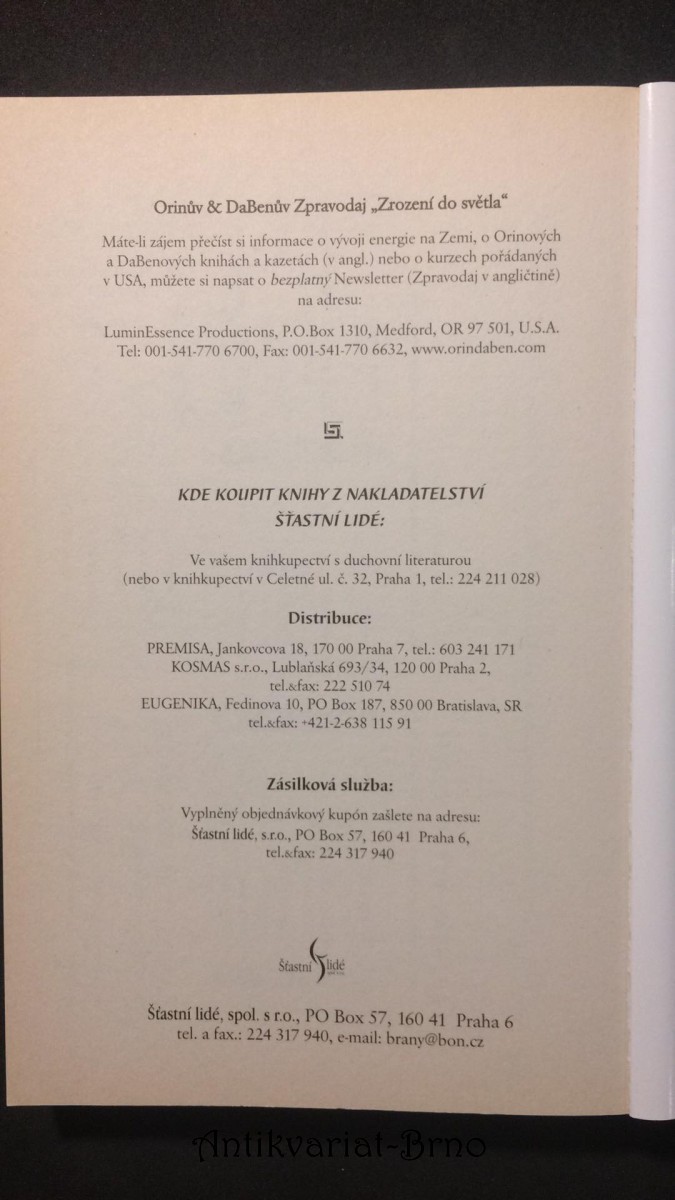 Orinův & DaBenův Zpravodaj „Zrození do světla“
Máte-li zájem přečíst si informace o vývoji energie na Zemi, o Orinových
a DaBenových knihách a kazetách (v angl.) nebo o kurzech pořádaných
v USA, můžete si napsat o bezplatný Newsletter (Zpravodaj v angličtině)
na adresu:
LuminEssence Productions, P.O.Box 1310, Medford, OR 97 501, U.S.A.
Tel: 001-541-770 6700, Fax: 001-541-770 6632, www.orindaben.com
KDE KOUPIT KNIHY Z NAKLADATELSTVÍ
ŠŤASTNÍ LIDÉ:
Ve vašem knihkupectví s duchovní literaturou
(nebo v knihkupectví v Celetné ul. č. 32, Praha 1, tel.: 224 211 028)
Distribuce:
PREMISA, Jankovcova 18, 170 00 Praha 7, tel.: 603 241 171
KOSMAS s.r.o., Lublaňská 693/34, 120 00 Praha 2,
tel.&fax: 222 510 74
EUGENIKA, Fedinova 10, PO Box 187, 850 00 Bratislava, SR
tel.&fax: +421-2-638 115 91
Zásilková služba:
Vyplněný objednávkový kupón zašlete na adresu:
Šťastní lidé, s.r.o., PO Box 57, 160 41 Praha 6,
tel.&fax: 224 317 940
Šťastní lidé
Šťastní lidé, spol. s r.o., PO Box 57, 160 41 Praha 6
tel. a fax.: 224 317 940, e-mail: brany@bon.cz
Antikvariat-Brno